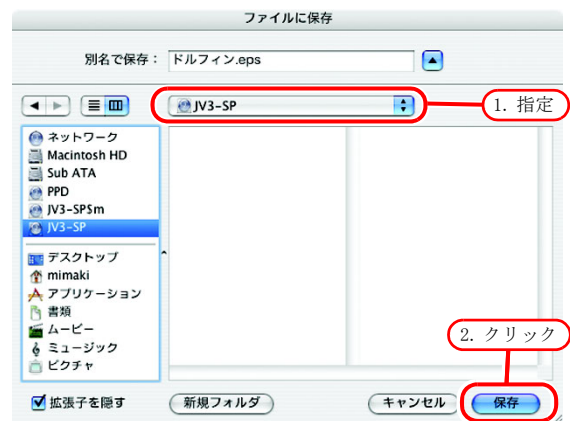 ファイルに保存
別名で保存：
ドルフィン.eps
JV3-SP
1. 指定
ネットワーク
Macintosh HD
Sub ATA
PPD
JV3-SPSm
JV3-SP
デスクトップ
mimaki
アプリケーション
書類
ムービー
ミュージック
ピクチャ
2. クリック
拡張子を隠す
新規フォルダ
キャンセル
保存